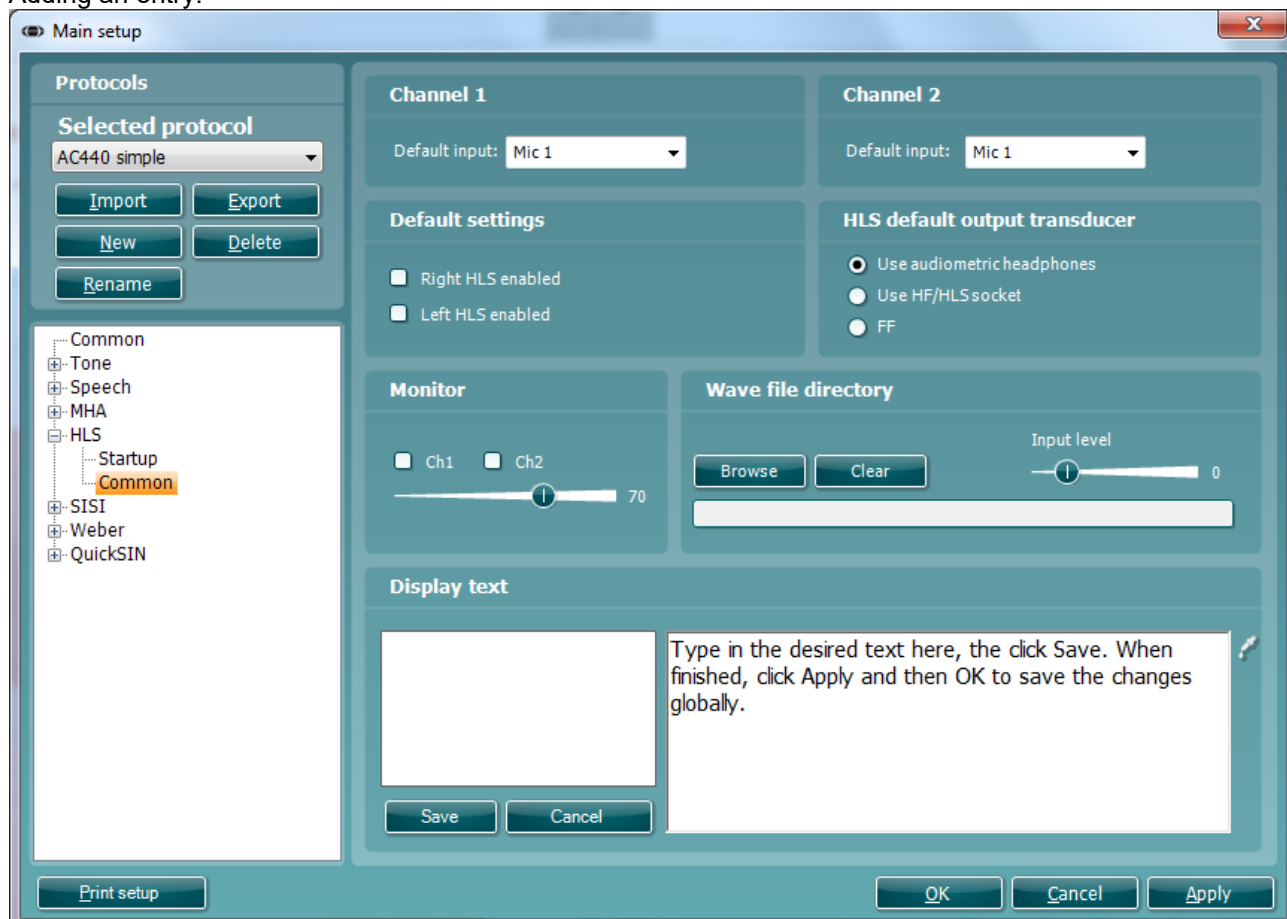 Adding an entry:
Main setup
Protocols
Selected protocol
AC440 simple
Import Export
New Delete
Rename
Common
Tone
Speech
MHA
HLS
Startup
Common
SISI
Weber
QuickSIN
Channel 1
Default input: Mic 1
Channel 2
Default input: Mic 1
Default settings
Right HLS enabled
Left HLS enabled
HLS default output transducer
Use audiometric headphones
Use HF/HLS socket
FF
Monitor
Ch1 Ch2
70
Wave file directory
Input level
Browse Clear 0
Display text
Type in the desired text here, the click Save. When
finished, click Apply and then OK to save the changes
globally.
Save Cancel
Print setup OK Cancel Apply